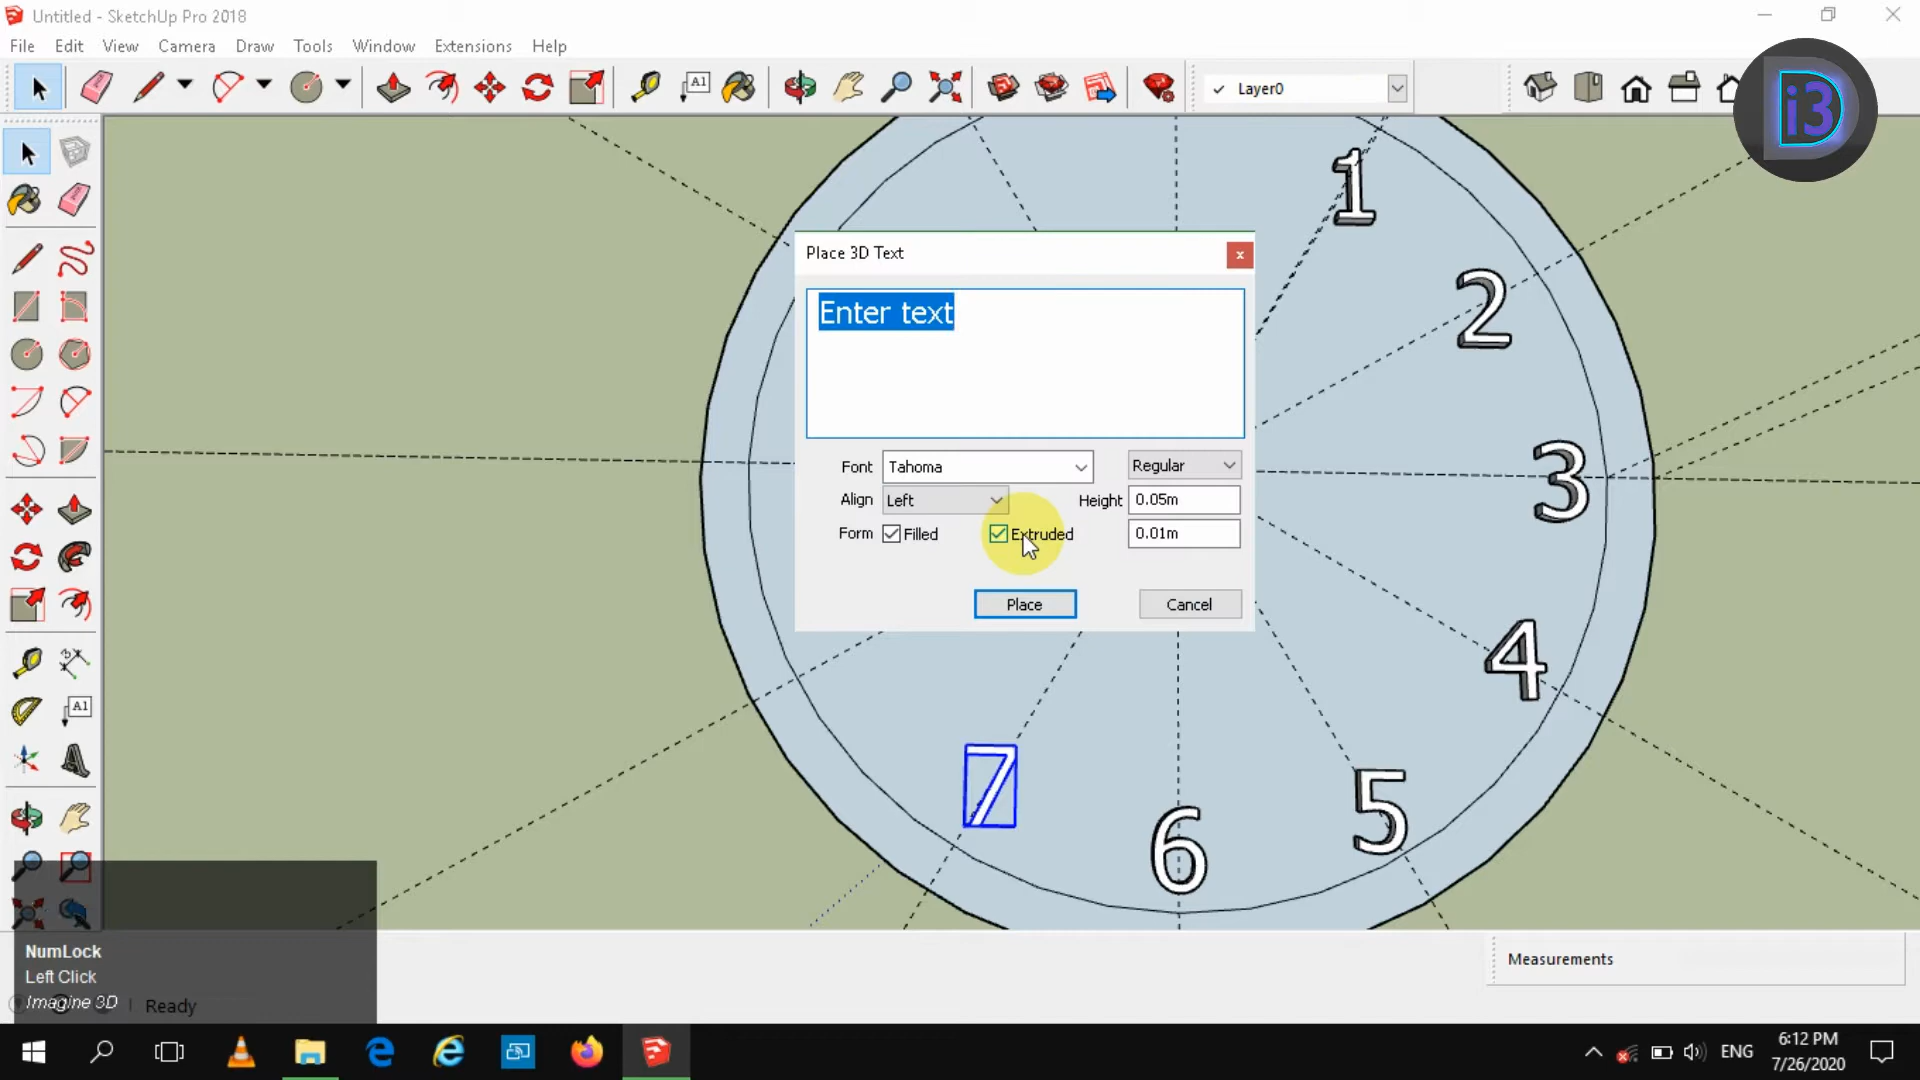 Untitled - SketchUp Pro 2018
File Edit View Camera Draw Tools Window Extensions Help
A1
Layer0
i3
1
2
3
4
5
6
7
Place 3D Text
x
Enter text
Font Tahoma Regular
Align Left Height 0.05m
Form Filled Extruded 0.01m
Place Cancel
A1
NumLock
Left Click
Imagine 3D
Ready
Measurements
ENG
6:12 PM
7/26/2020